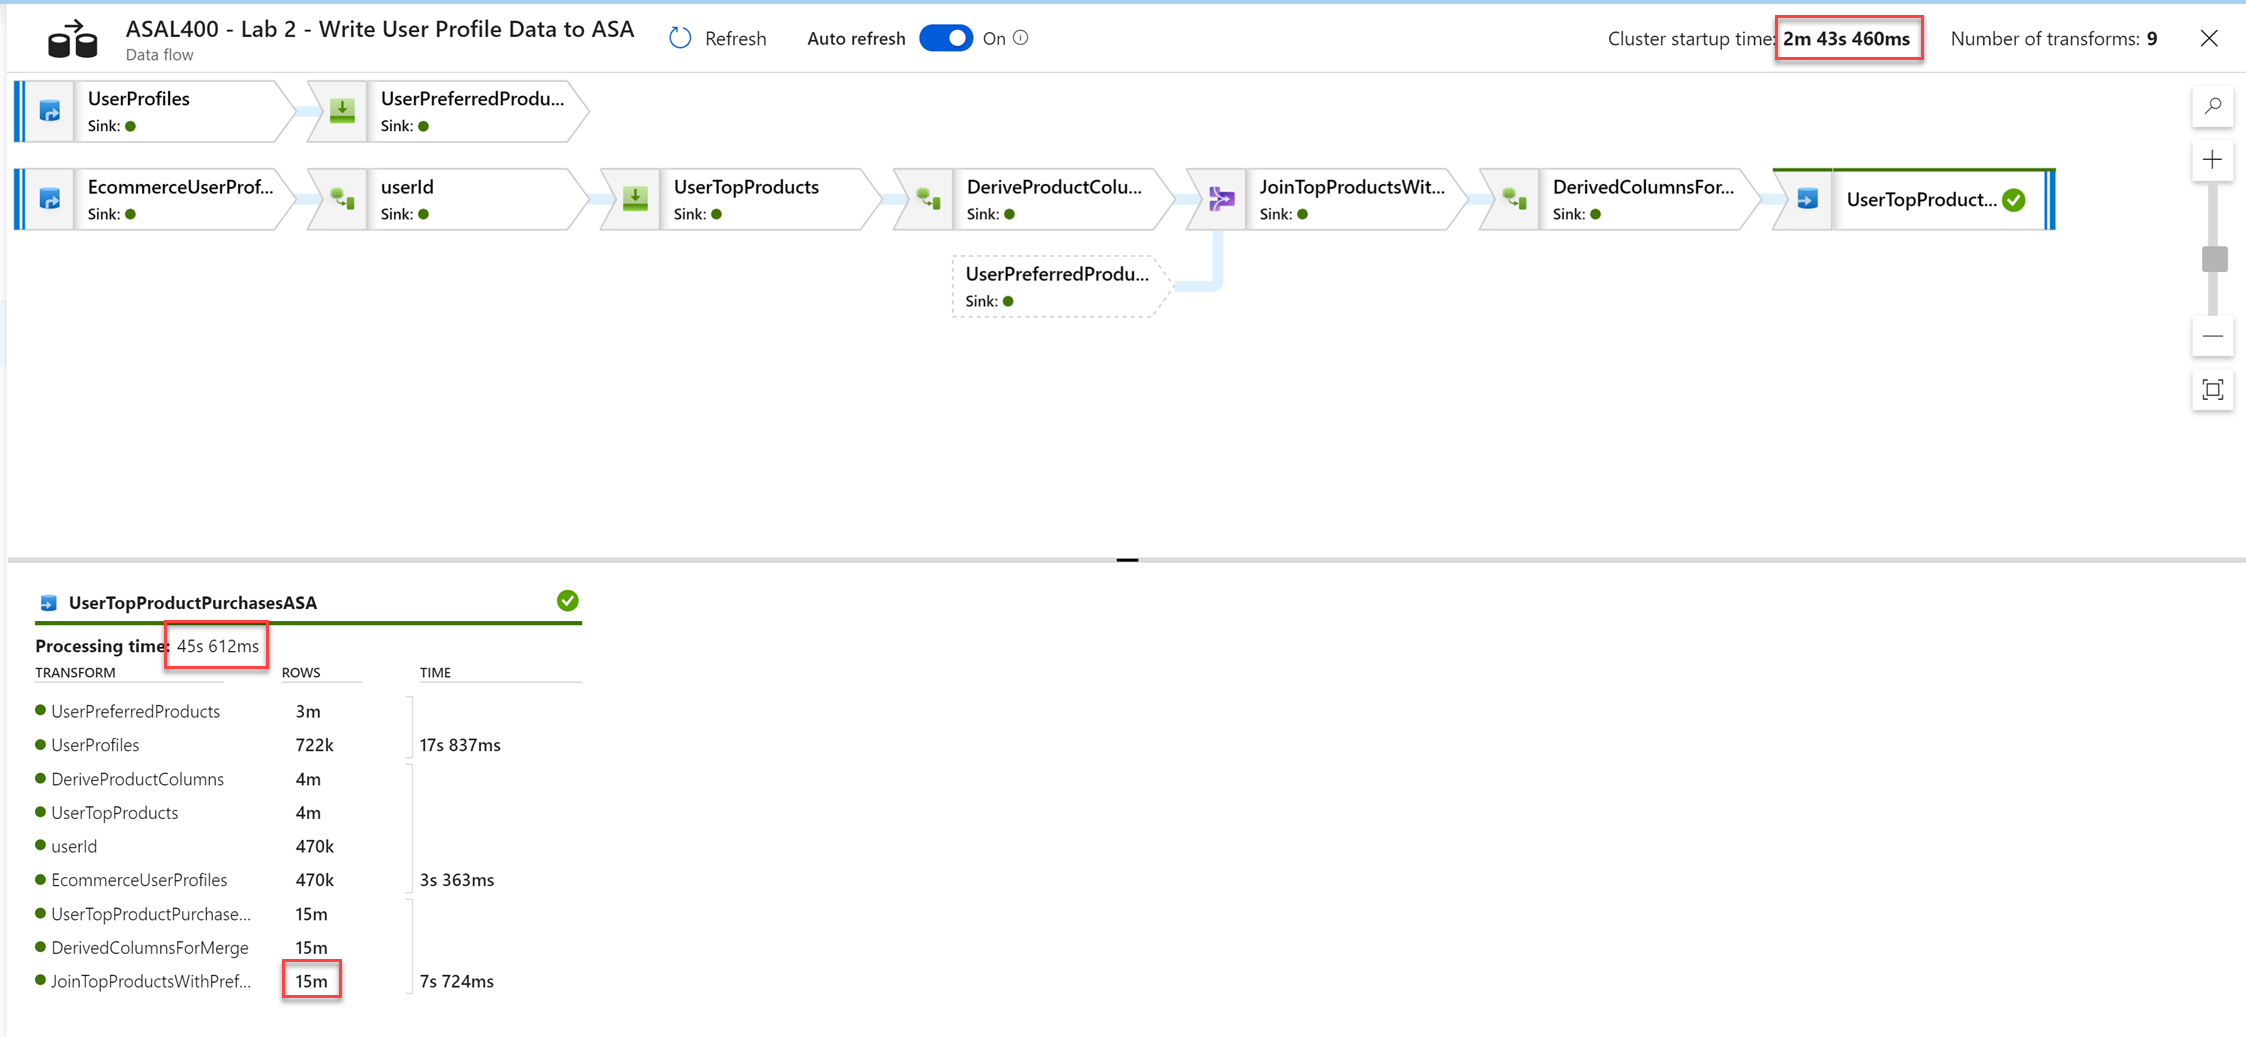 ASAL400 - Lab 2 - Write User Profile Data to ASA
Data flow
Refresh
Auto refresh On
Cluster startup time: 2m 43s 460ms
Number of transforms: 9
UserProfiles
Sink:
UserPreferredProdu...
Sink:
EcommerceUserProf...
Sink:
userId
Sink:
UserTopProducts
Sink:
DeriveProductColu...
Sink:
JoinTopProductsWit...
Sink:
DerivedColumnsFor...
Sink:
UserTopProduct...
UserPreferredProdu...
Sink:
UserTopProductPurchasesASA
Processing time: 45s 612ms
TRANSFORM ROWS TIME
UserPreferredProducts 3m
UserProfiles 722k 17s 837ms
DeriveProductColumns 4m
UserTopProducts 4m
userId 470k
EcommerceUserProfiles 470k 3s 363ms
UserTopProductPurchase... 15m
DerivedColumnsForMerge 15m
JoinTopProductsWithPref... 15m 7s 724ms